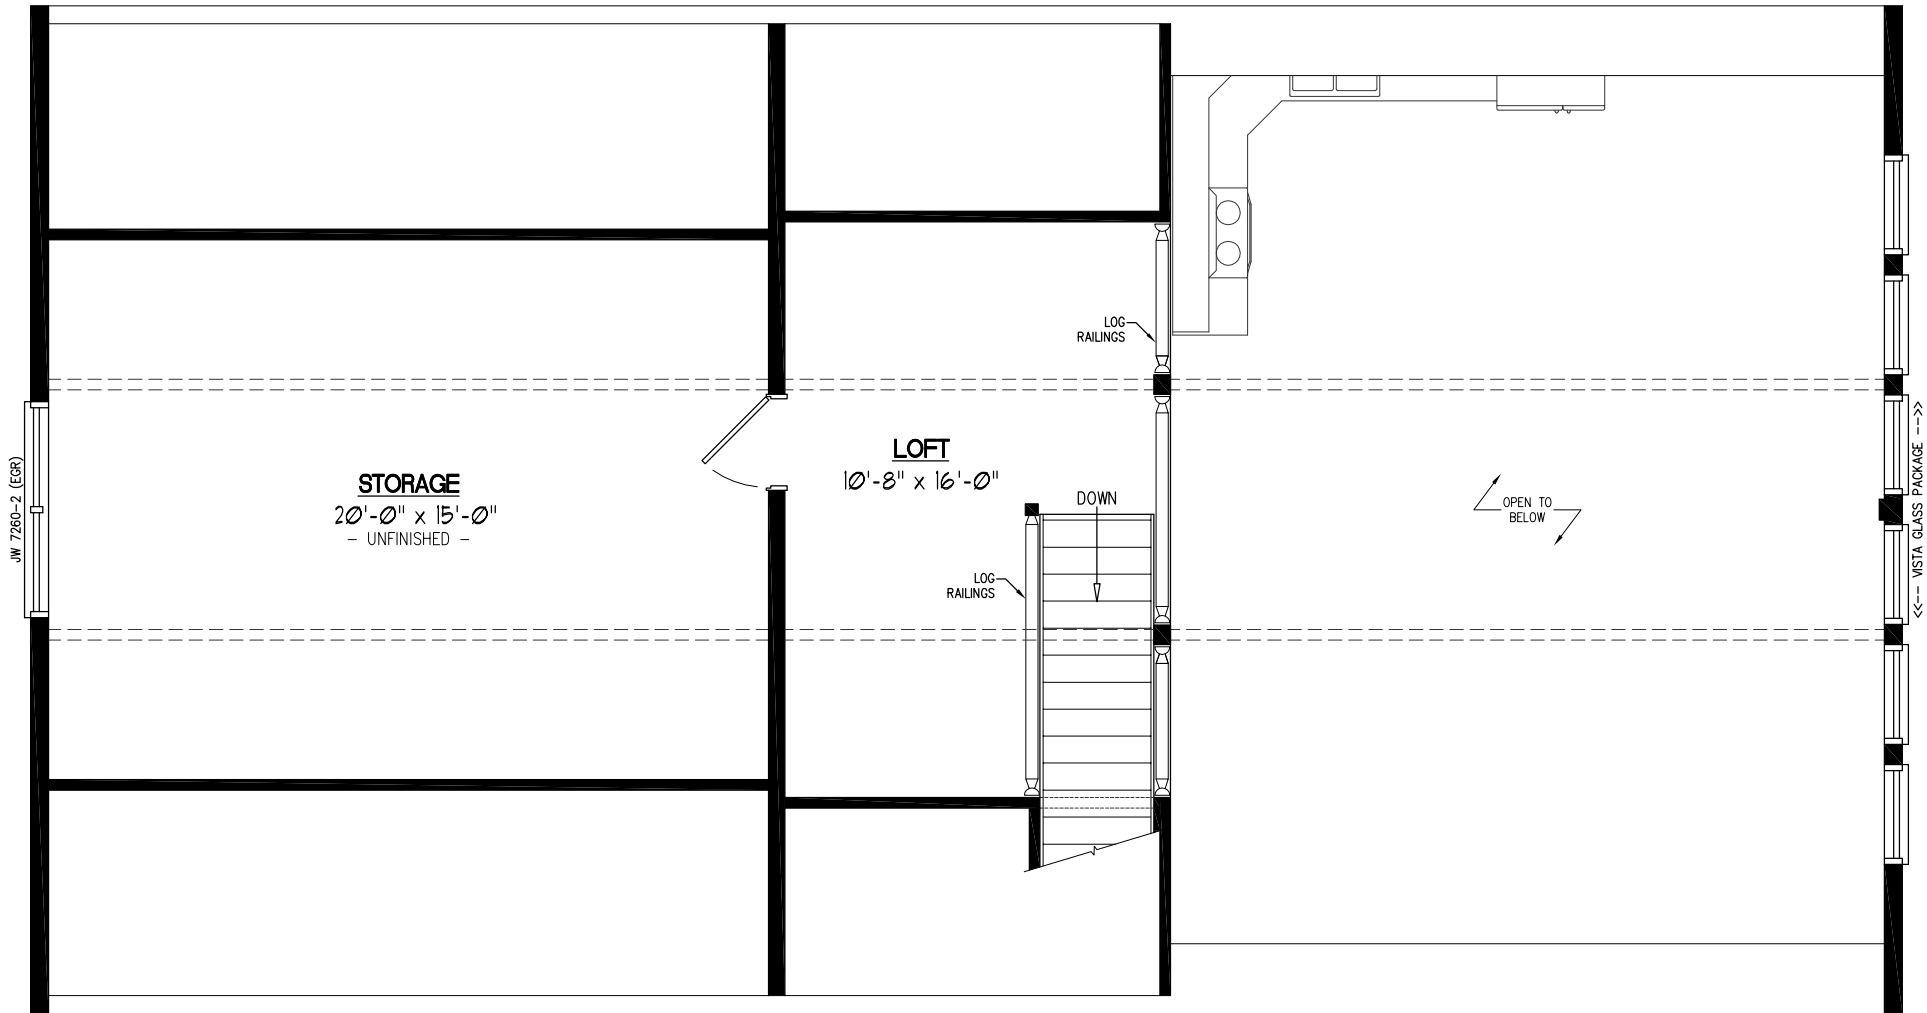 LOG
RAILINGS
LOFT
10'-8" x 16'-0"
STORAGE
20'-0" x 15'-0"
- UNFINISHED -
DOWN
OPEN TO
BELOW
LOG
RAILINGS
JW 7260-2 (EGR)
<<-- VISTA GLASS PACKAGE -->>